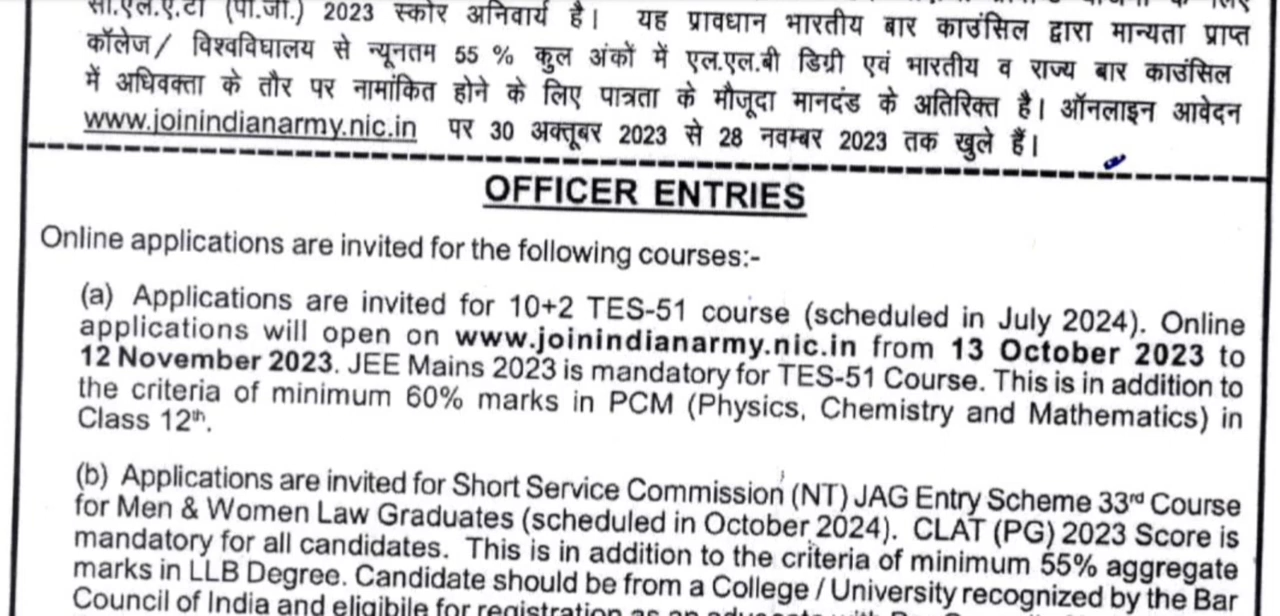 सी.एल.ए.टी (पी.जी.) 2023 स्कोर अनिवार्य है। यह प्रावधान भारतीय बार काउंसिल द्वारा मान्यता प्राप्त
कॉलेज/ विश्वविघालय से न्यूनतम 55 % कुल अंकों में एल.एल.बी डिग्री एवं भारतीय व राज्य बार काउंसिल
में अधिवक्ता के तौर पर नामांकित होने के लिए पात्रता के मौजूदा मानदंड के अतिरिक्त है। ऑनलाइन आवेदन
www.joinindianarmy.nic.in पर 30 अक्तूबर 2023 से 28 नवम्बर 2023 तक खुले हैं।
OFFICER ENTRIES
Online applications are invited for the following courses:-
(a) Applications are invited for 10+2 TES-51 course (scheduled in July 2024). Online
applications will open on www.joinindianarmy.nic.in from 13 October 2023 to
12 November 2023. JEE Mains 2023 is mandatory for TES-51 Course. This is in addition to
the criteria of minimum 60% marks in PCM (Physics, Chemistry and Mathematics) in
Class 12th.
(b) Applications are invited for Short Service Commission (NT) JAG Entry Scheme 33rd Course
for Men & Women Law Graduates (scheduled in October 2024). CLAT (PG) 2023 Score is
mandatory for all candidates. This is in addition to the criteria of minimum 55% aggregate
marks in LLB Degree. Candidate should be from a College / University recognized by the Bar
Council of India and eligibile for registration as an advocate with Bar